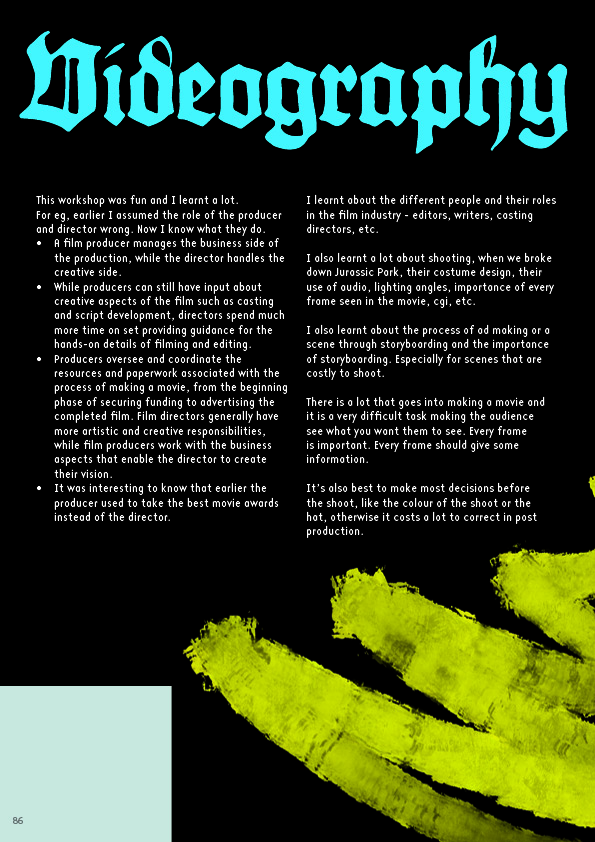 Videography
This workshop was fun and I learnt a lot.
For eg, earlier I assumed the role of the producer
and director wrong. Now I know what they do.
• A film producer manages the business side of
the production, while the director handles the
creative side.
• While producers can still have input about
creative aspects of the film such as casting
and script development, directors spend much
more time on set providing guidance for the
hands-on details of filming and editing.
• Producers oversee and coordinate the
resources and paperwork associated with the
process of making a movie, from the beginning
phase of securing funding to advertising the
completed film. Film directors generally have
more artistic and creative responsibilities,
while film producers work with the business
aspects that enable the director to create
their vision.
• It was interesting to know that earlier the
producer used to take the best movie awards
instead of the director.
I learnt about the different people and their roles
in the film industry - editors, writers, casting
directors, etc.
I also learnt a lot about shooting, when we broke
down Jurassic Park, their costume design, their
use of audio, lighting angles, importance of every
frame seen in the movie, cgi, etc.
I also learnt about the process of ad making or a
scene through storyboarding and the importance
of storyboarding. Especially for scenes that are
costly to shoot.
There is a lot that goes into making a movie and
it is a very difficult task making the audience
see what you want them to see. Every frame
is important. Every frame should give some
information.
It's also best to make most decisions before
the shoot, like the colour of the shoot or the
hat, otherwise it costs a lot to correct in post
production.
86